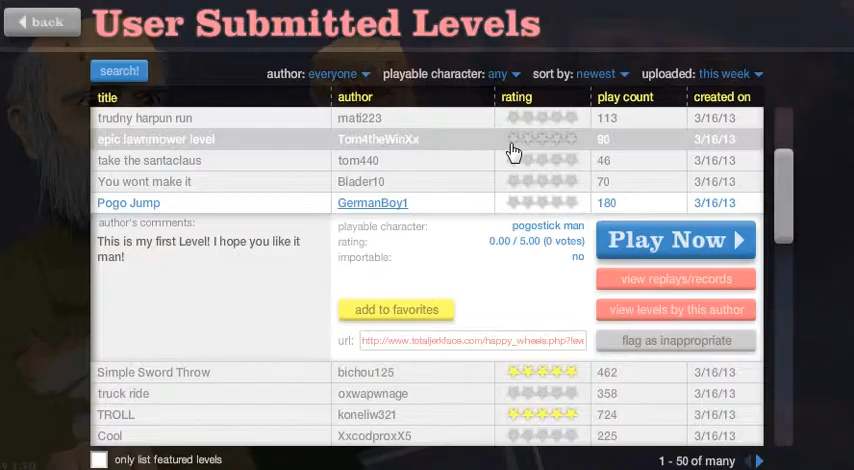 back
User Submitted Levels
search! author: everyone playable character: any sort by: newest uploaded: this week
title author rating play count created on
trudny harpun run mati223 113 3/16/13
epic lawnmower level Tom4theWinXx 90 3/16/13
take the santaclaus tom440 46 3/16/13
You wont make it Blader10 70 3/16/13
Pogo Jump GermanBoy1 180 3/16/13
author's comments:
This is my first Level! I hope you like it
man!
playable character: pogostick man
rating: 0.00 / 5.00 (0 votes)
importable: no
add to favorites
url: http://www.totaljerkface.com/happy_wheels.php?leve
Play Now
view replays/records
view levels by this author
flag as inappropriate
Simple Sword Throw bichou125 462 3/16/13
truck ride oxwapwnage 358 3/16/13
TROLL koneliw321 724 3/16/13
Cool XxcodproxX5 225 3/16/13
only list featured levels 1 - 50 of many